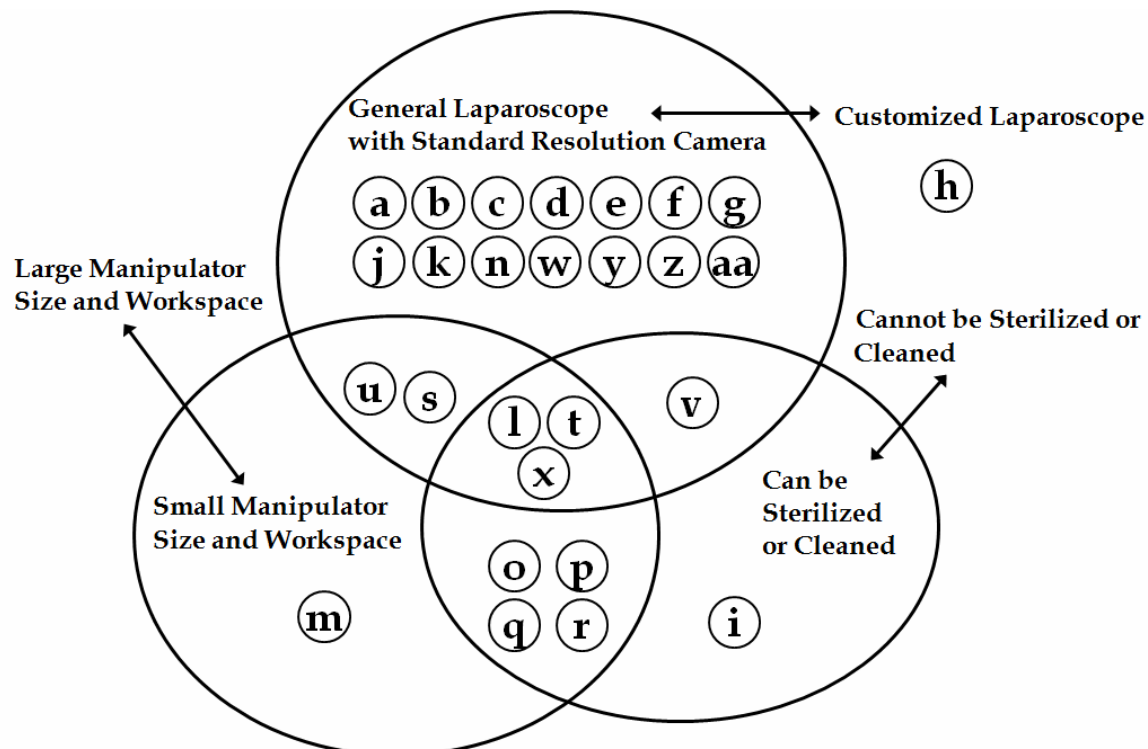 General Laparoscope
with Standard Resolution Camera
Customized Laparoscope
h
a b c d e f g
j k n w y z aa
Large Manipulator
Size and Workspace
Cannot be Sterilized or
Cleaned
u s
l t
x
v
Small Manipulator
Size and Workspace
Can be
Sterilized
or Cleaned
o p
q r
m
i